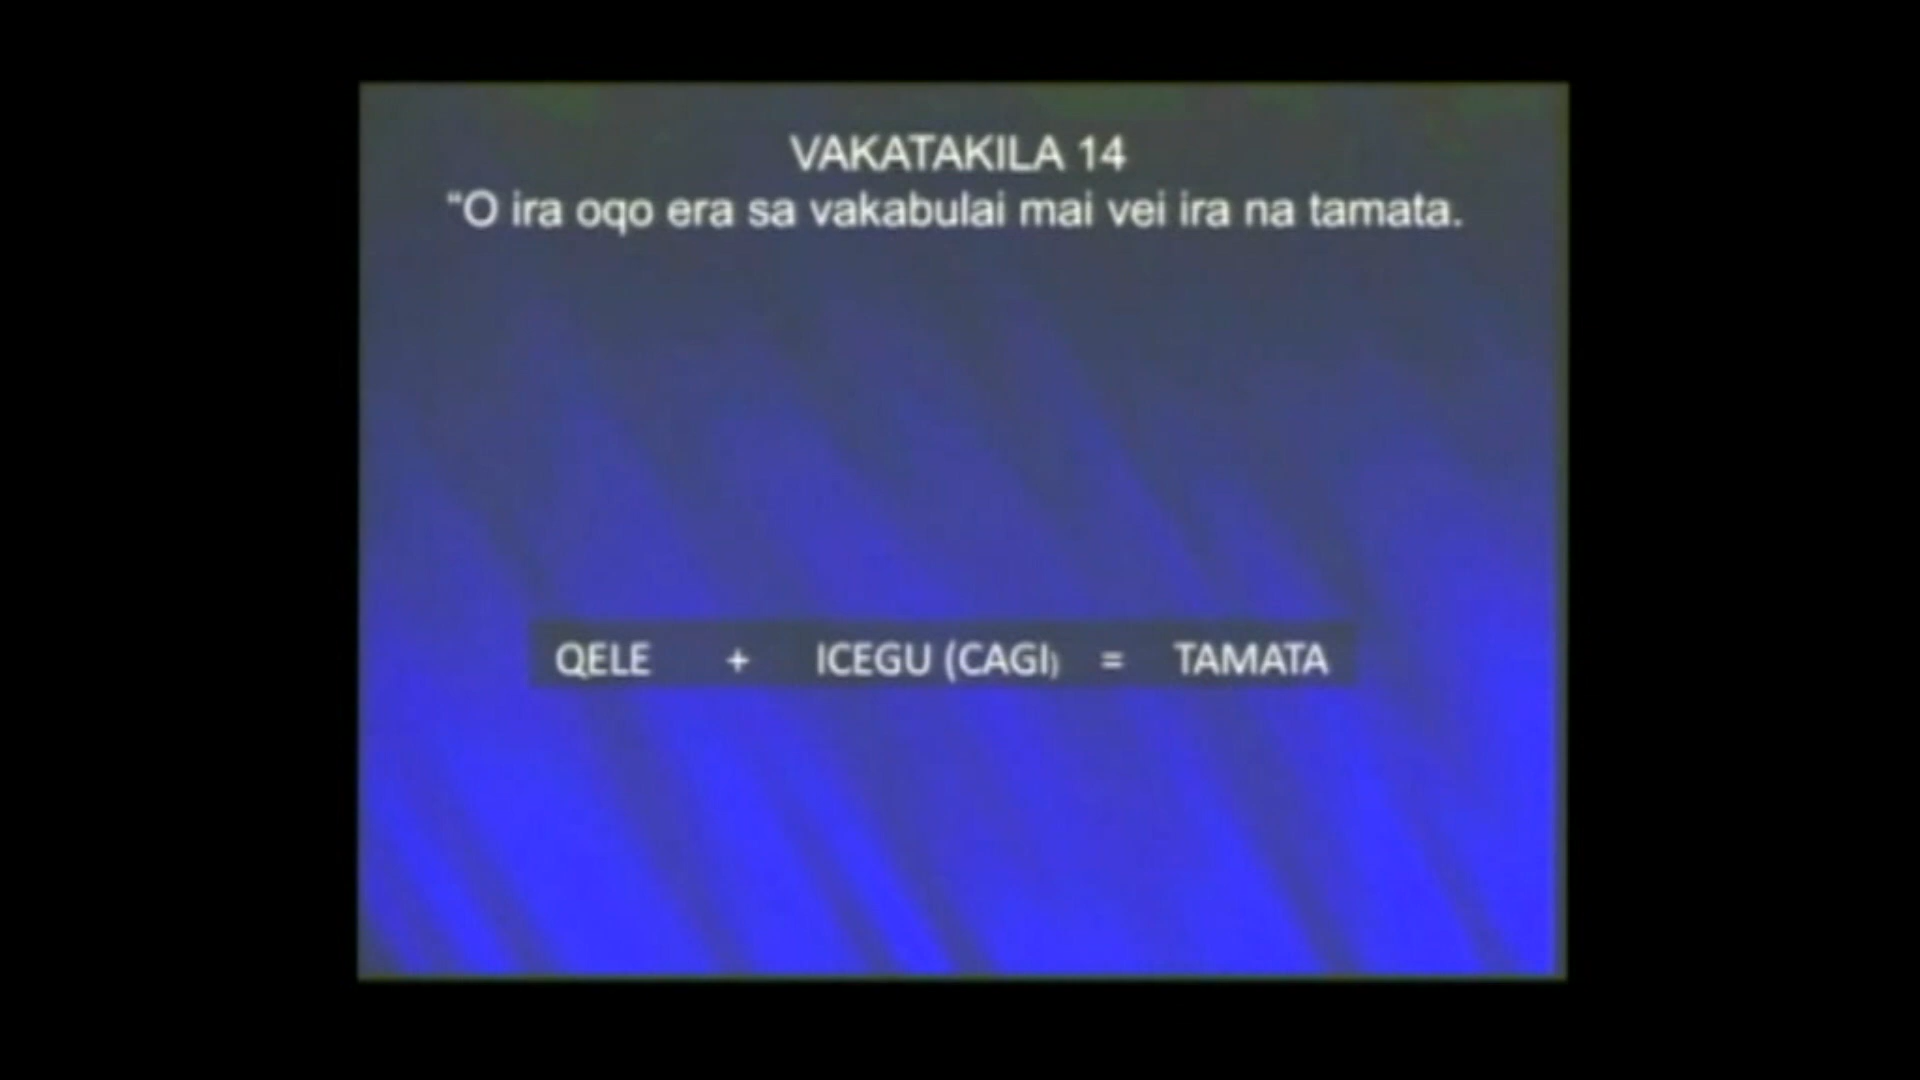 VAKATAKILA 14
“O ira oqo era sa vakabulai mai vei ira na tamata.
QELE + ICEGU (CAGI) = TAMATA